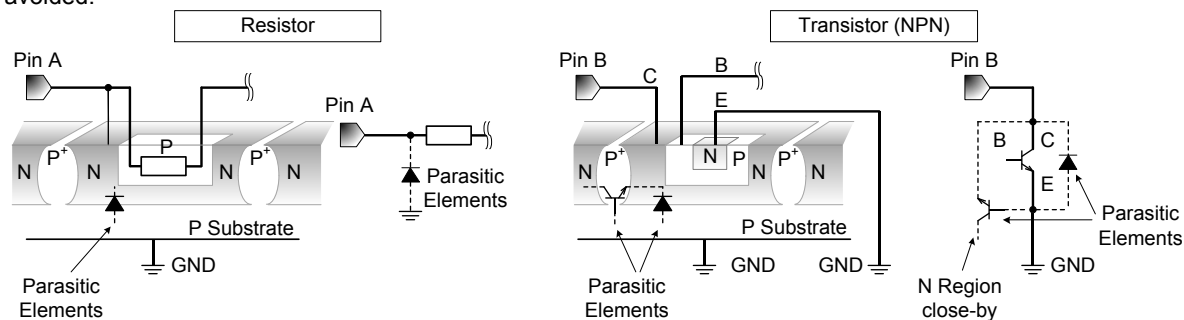 avoided.
Resistor
Transistor (NPN)
Pin A
Pin A
Pin B
C
B
E
Pin B
N
P+
N
P
N
P+
N
Parasitic
Elements
P Substrate
GND
Parasitic
Elements
N
P+
N
N
P
N
P+
N
P Substrate
GND
GND
Parasitic
Elements
B
C
E
Parasitic
Elements
GND
N Region
close-by